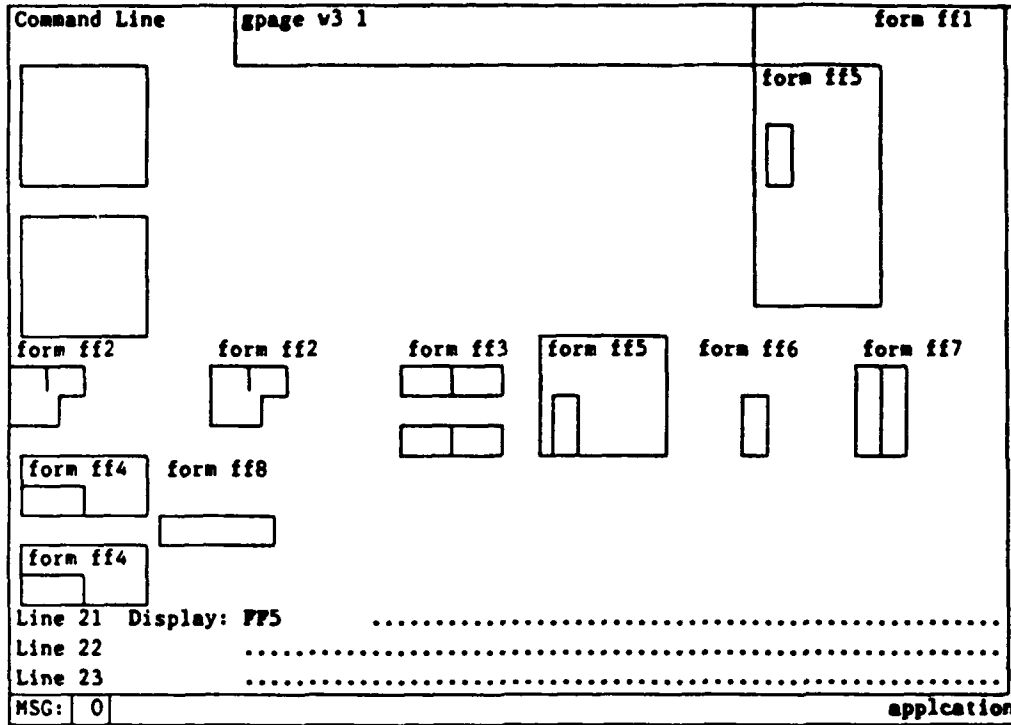 Command Line gpage v3 1 form ff1
form ff5
form ff2 form ff2 form ff3 form ff5 form ff6 form ff7
form ff4 form ff8
form ff4
Line 21 Display: FF5 ..................................................
Line 22 ............................................................
Line 23 ............................................................
MSG: 0 applcation